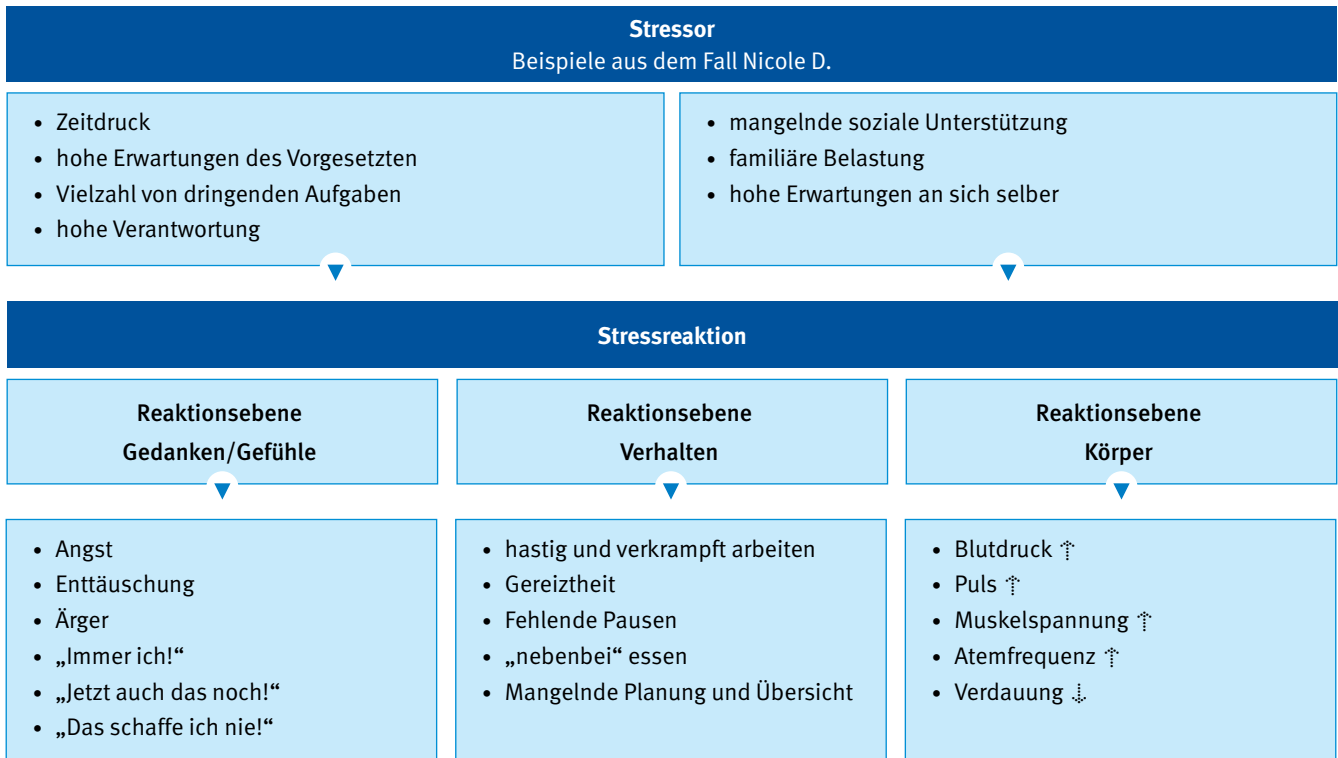 Stressor
Beispiele aus dem Fall Nicole D.
• Zeitdruck
• hohe Erwartungen des Vorgesetzten
• Vielzahl von dringenden Aufgaben
• hohe Verantwortung
• mangelnde soziale Unterstützung
• familiäre Belastung
• hohe Erwartungen an sich selber
Stressreaktion
Reaktionsebene
Gedanken/Gefühle
• Angst
• Enttäuschung
• Ärger
• „Immer ich!“
• „Jetzt auch das noch!“
• „Das schaffe ich nie!“
Reaktionsebene
Verhalten
• hastig und verkrampft arbeiten
• Gereiztheit
• Fehlende Pausen
• „nebenbei“ essen
• Mangelnde Planung und Übersicht
Reaktionsebene
Körper
• Blutdruck ⇡
• Puls ⇡
• Muskelspannung ⇡
• Atemfrequenz ⇡
• Verdauung ⇣